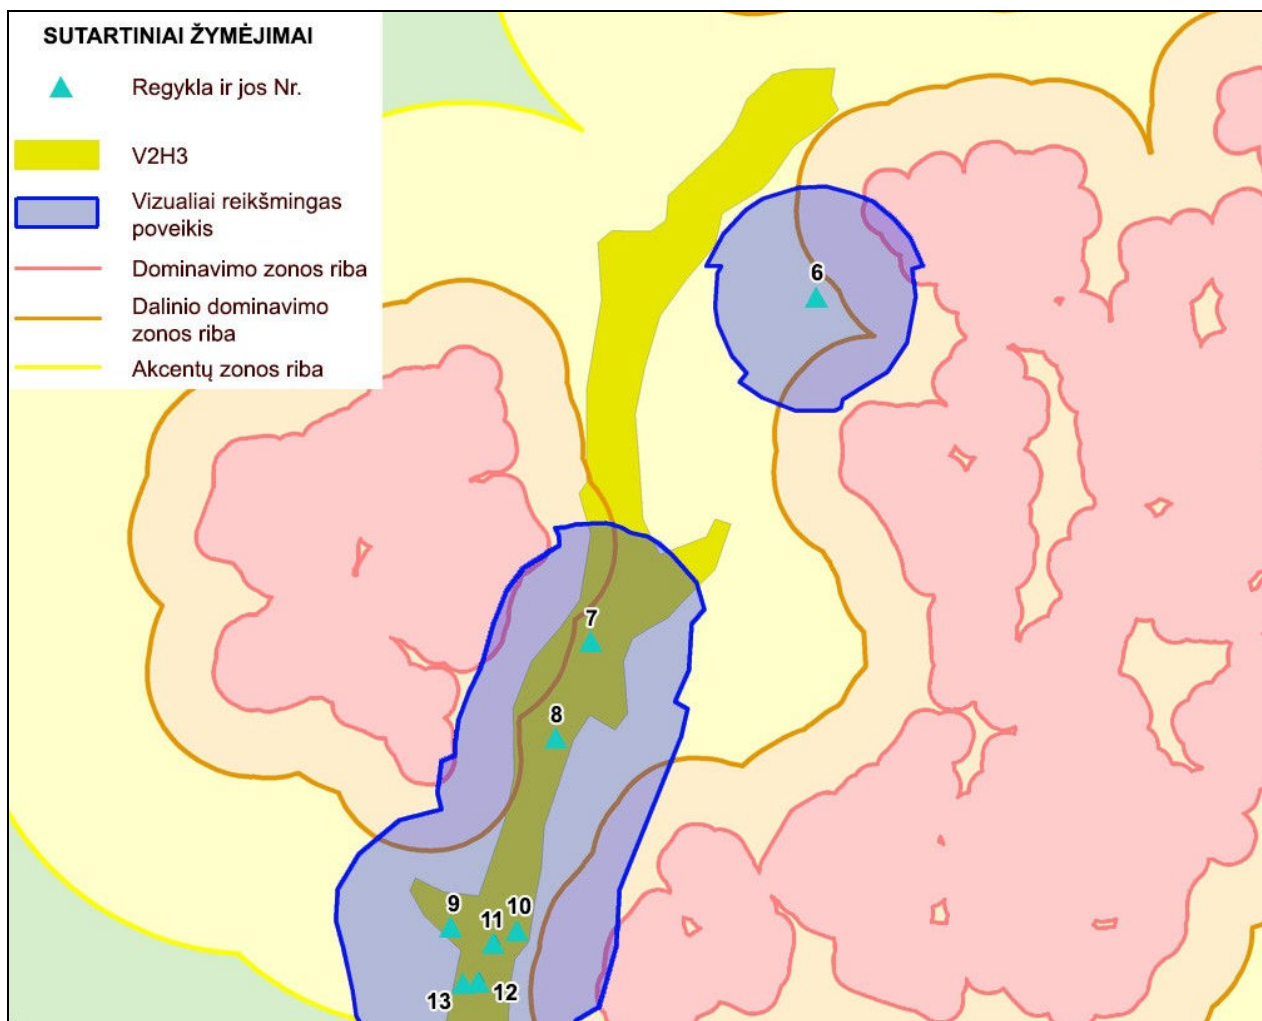 SUTARTINIAI ŽYMĖJIMAI
Regykla ir jos Nr.
V2H3
Vizualiai reikšmingas
poveikis
Dominavimo zonos riba
Dalinio dominavimo
zonos riba
Akcentų zonos riba
6
7
8
9
10
11
12
13